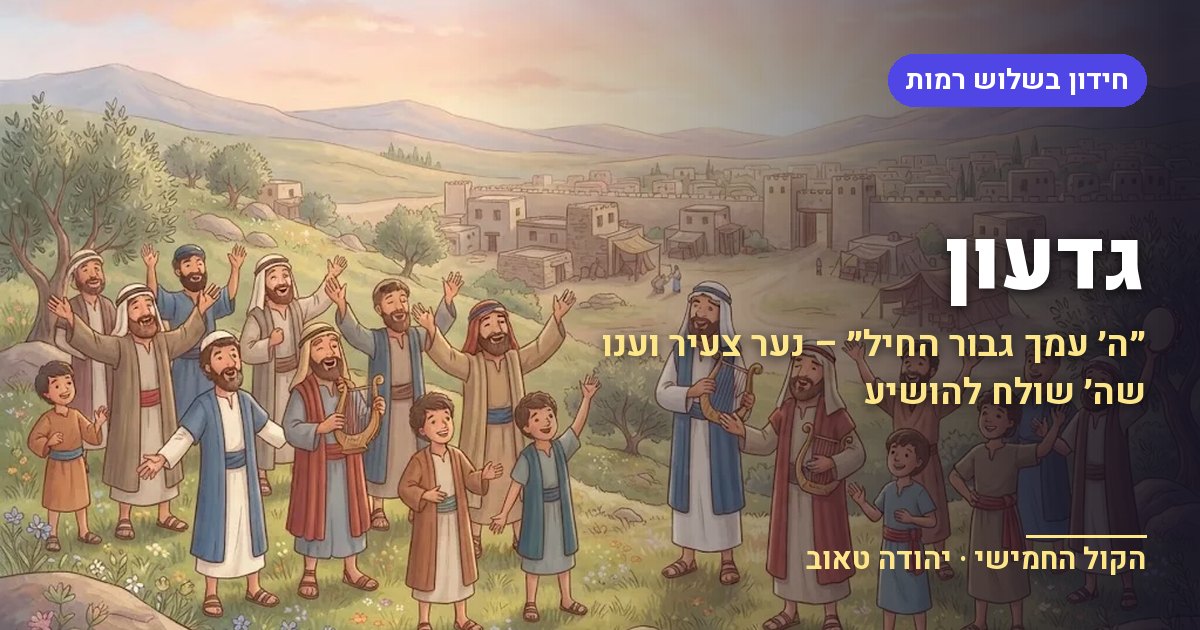 חידון בשלוש רמות
גדעון
״ה׳ עמך גבור החיל״ – נער צעיר וענו
שה׳ שולח להושיע
הקול החמישי · יהודה טאוב